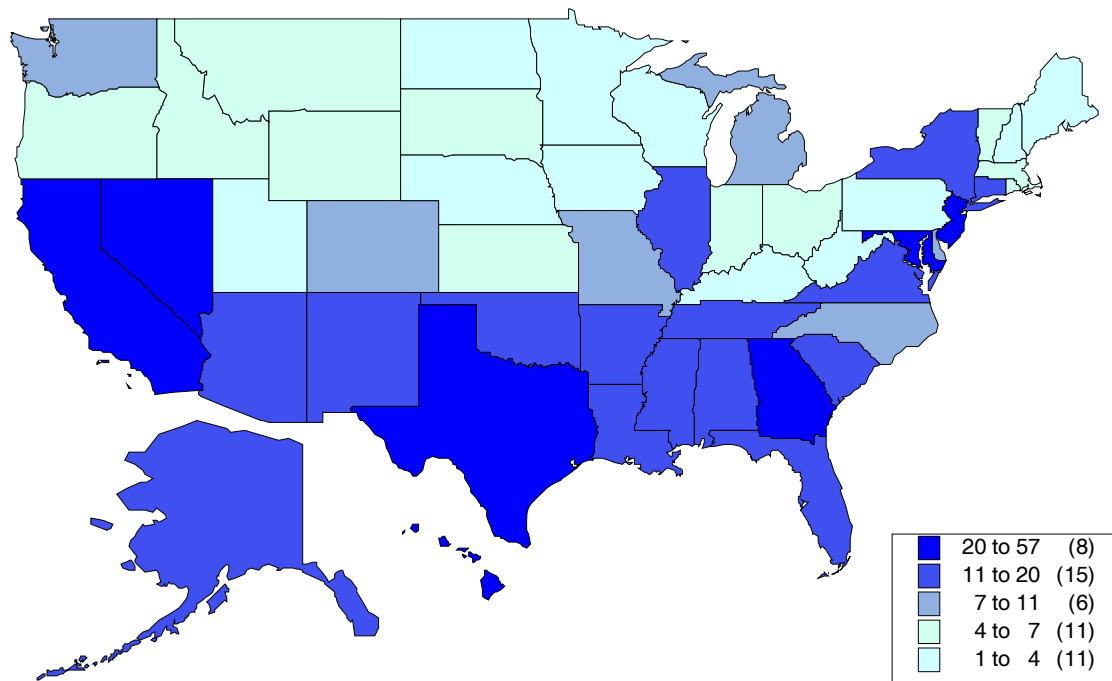 20 to 57 (8)
11 to 20 (15)
7 to 11 (6)
4 to 7 (11)
1 to 4 (11)